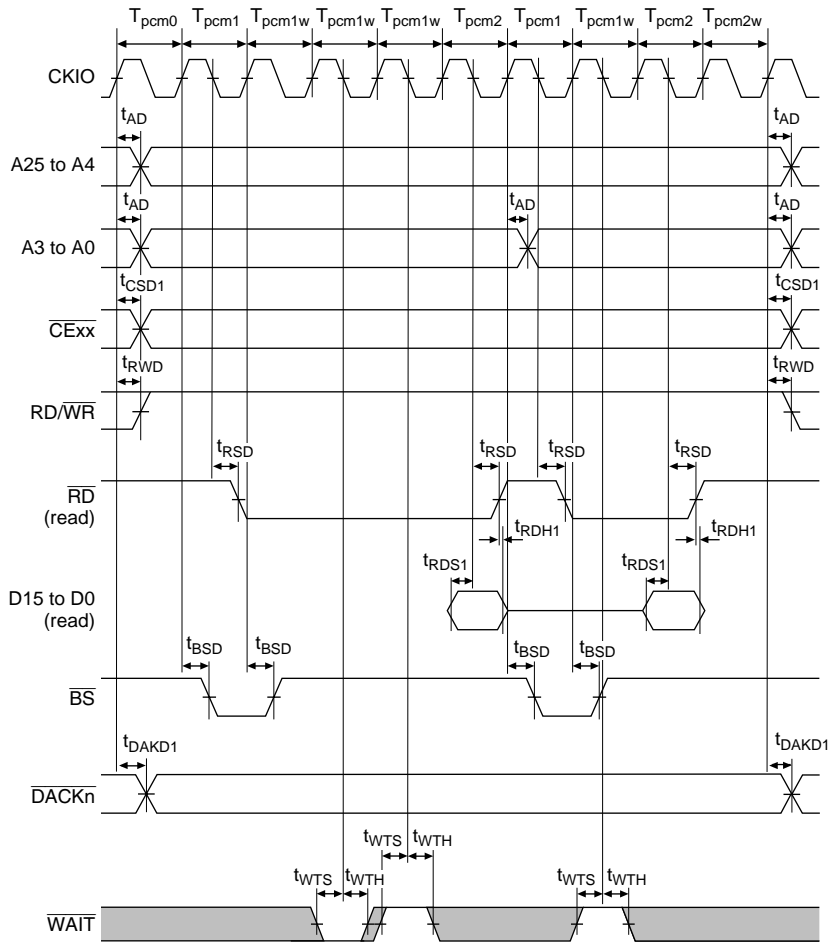 Tpcm0 Tpcm1 Tpcm1w Tpcm1w Tpcm1w Tpcm2 Tpcm1 Tpcm1w Tpcm2 Tpcm2w
CKIO
tAD tAD
A25 to A4
tAD tAD tAD
A3 to A0
tCSD1 tCSD1
CExx
tRWD tRWD
RD/WR
tRSD tRSD tRSD tRSD
RD
(read)
tRDH1 tRDH1
tRDS1 tRDS1
D15 to D0
(read)
tBSD tBSD tBSD tBSD
BS
tDAKD1 tDAKD1
DACKn
tWTS tWTH
tWTS tWTH tWTS tWTH
WAIT